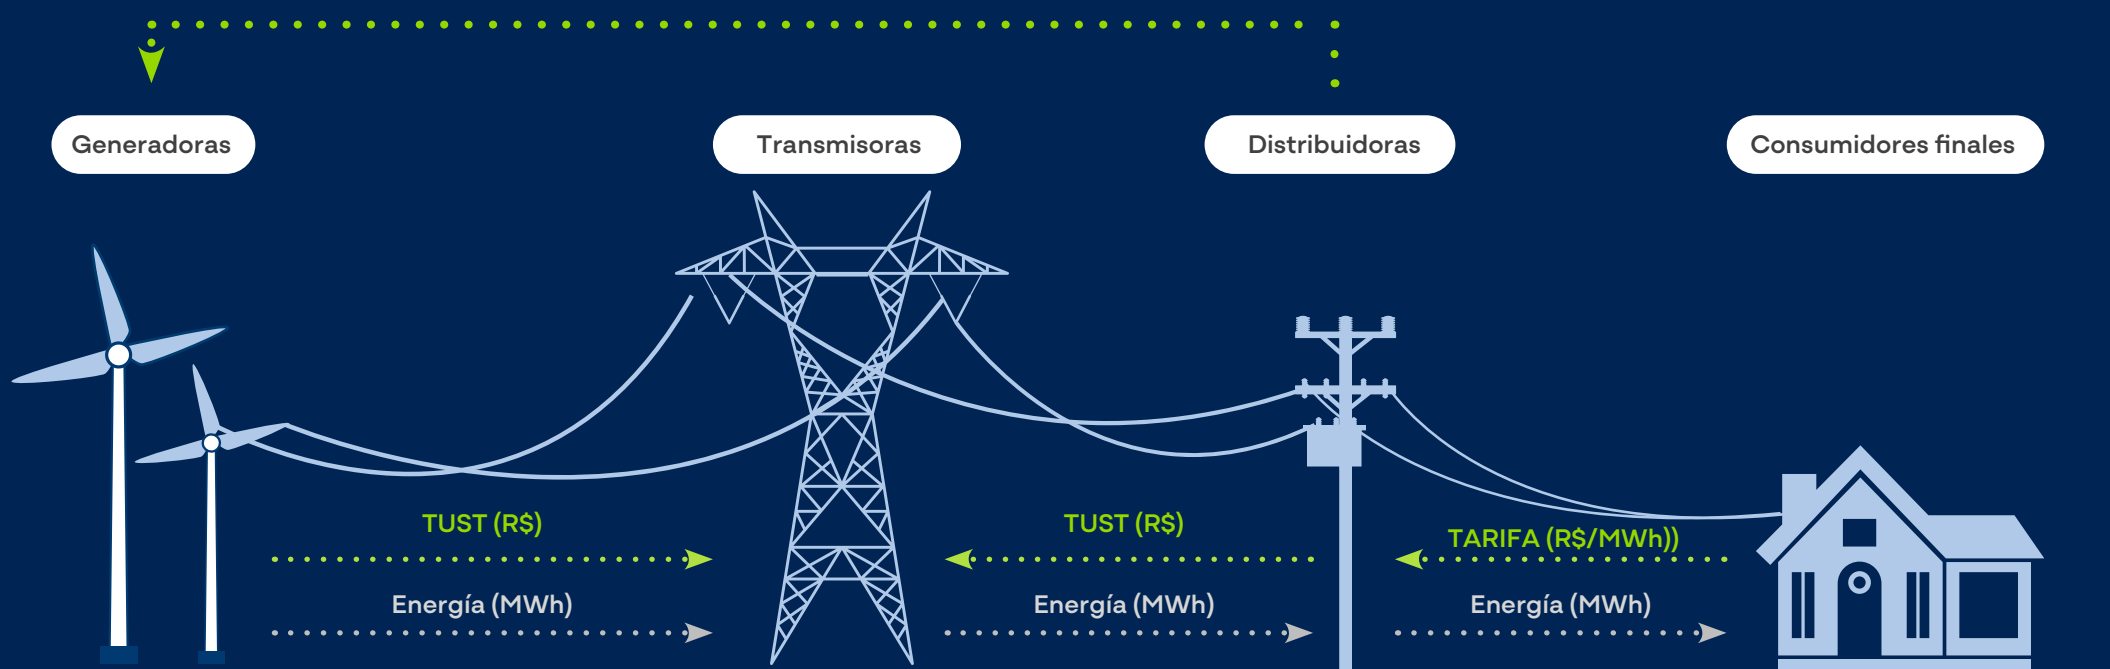 Generadoras
Transmisoras
Distribuidoras
Consumidores finales
TUST (R$)
TUST (R$)
TARIFA (R$/MWh))
Energía (MWh)
Energía (MWh)
Energía (MWh)